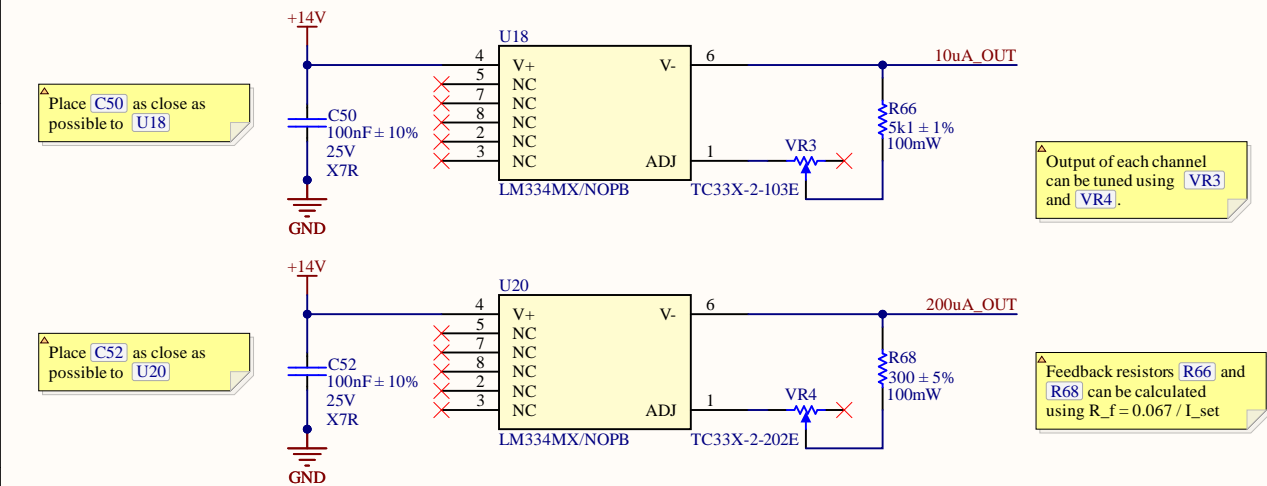 +14V
U18
4
V+
V-
6
10uA_OUT
5
NC
7
NC
8
NC
2
NC
3
NC
ADJ
1
LM334MX/NOPB
Place C50 as close as
possible to U18
C50
100nF ± 10%
25V
X7R
GND
VR3
TC33X-2-103E
R66
5k1 ± 1%
100mW
Output of each channel
can be tuned using VR3
and VR4.
+14V
U20
4
V+
V-
6
200uA_OUT
5
NC
7
NC
8
NC
2
NC
3
NC
ADJ
1
LM334MX/NOPB
Place C52 as close as
possible to U20
C52
100nF ± 10%
25V
X7R
GND
VR4
TC33X-2-202E
R68
300 ± 5%
100mW
Feedback resistors R66 and
R68 can be calculated
using R_f = 0.067 / I_set